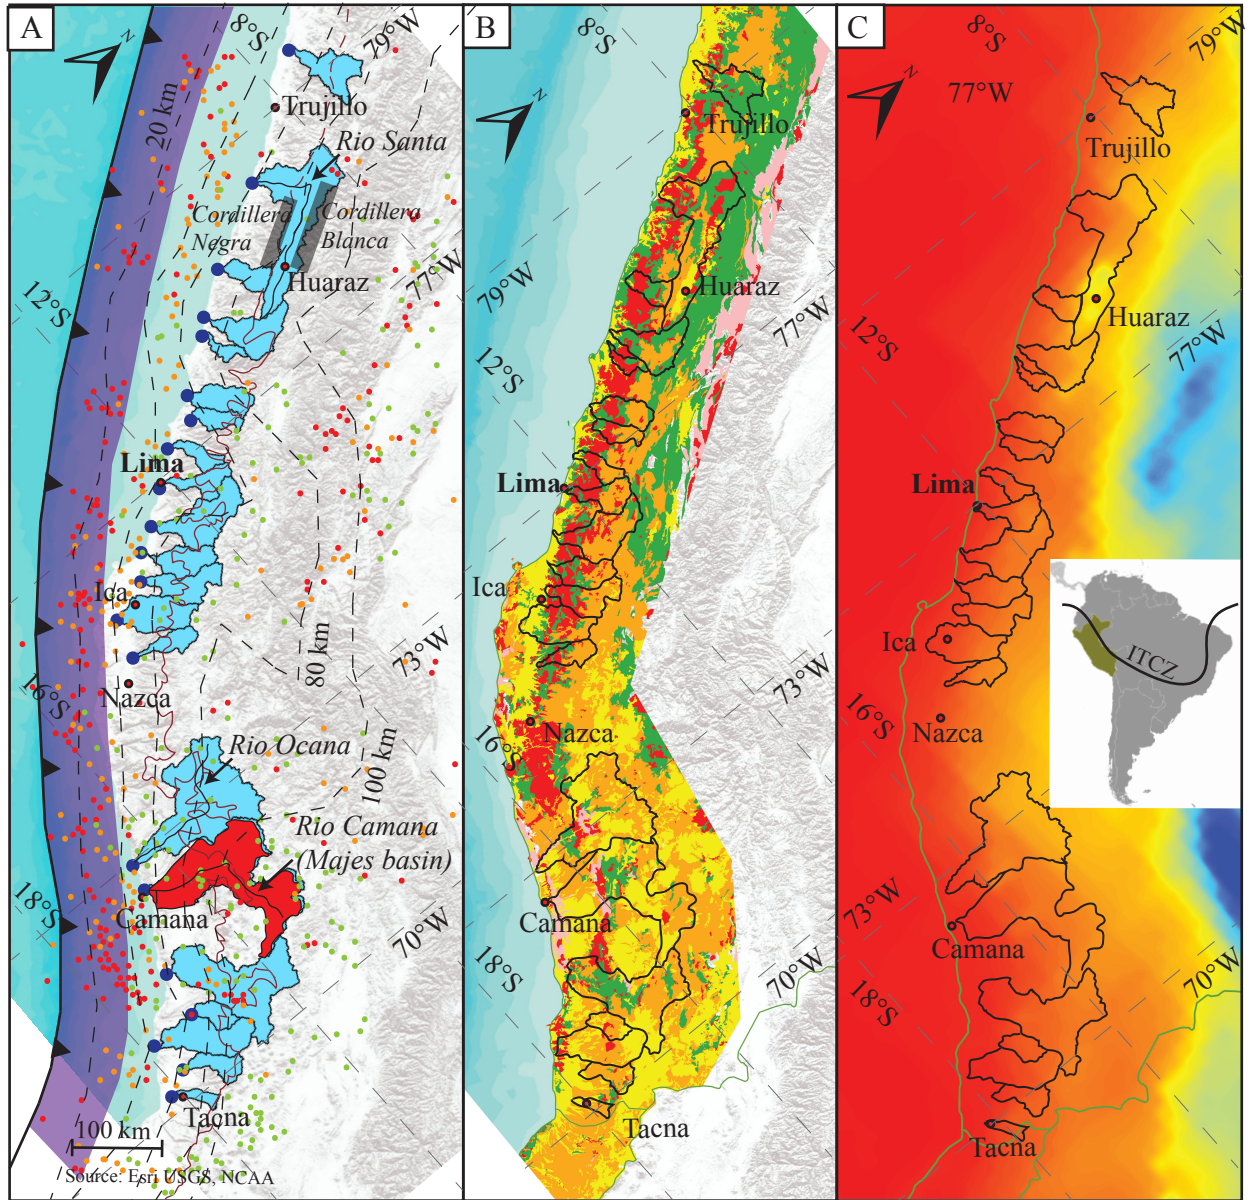 A
N
8°S
79°W
20 km
Trujillo
Rio Santa
Cordillera
Negra
Cordillera
Blanca
Huaraz
77°W
12°S
Lima
Ica
80 km
73°W
Nazca
16°S
Rio Ocana
100 km
Rio Camana
(Majes basin)
Camana
18°S
70°W
Tacna
100 km
Source: Esri USGS, NCAA
B
N
8°S
Trujillo
79°W
Huaraz
77°W
12°S
Lima
Ica
73°W
Nazca
16°S
Camana
18°S
70°W
Tacna
C
N
8°S
79°W
77°W
Trujillo
Huaraz
12°S
77°W
Lima
Ica
ITCZ
16°S
Nazca
73°W
Camana
18°S
70°W
Tacna